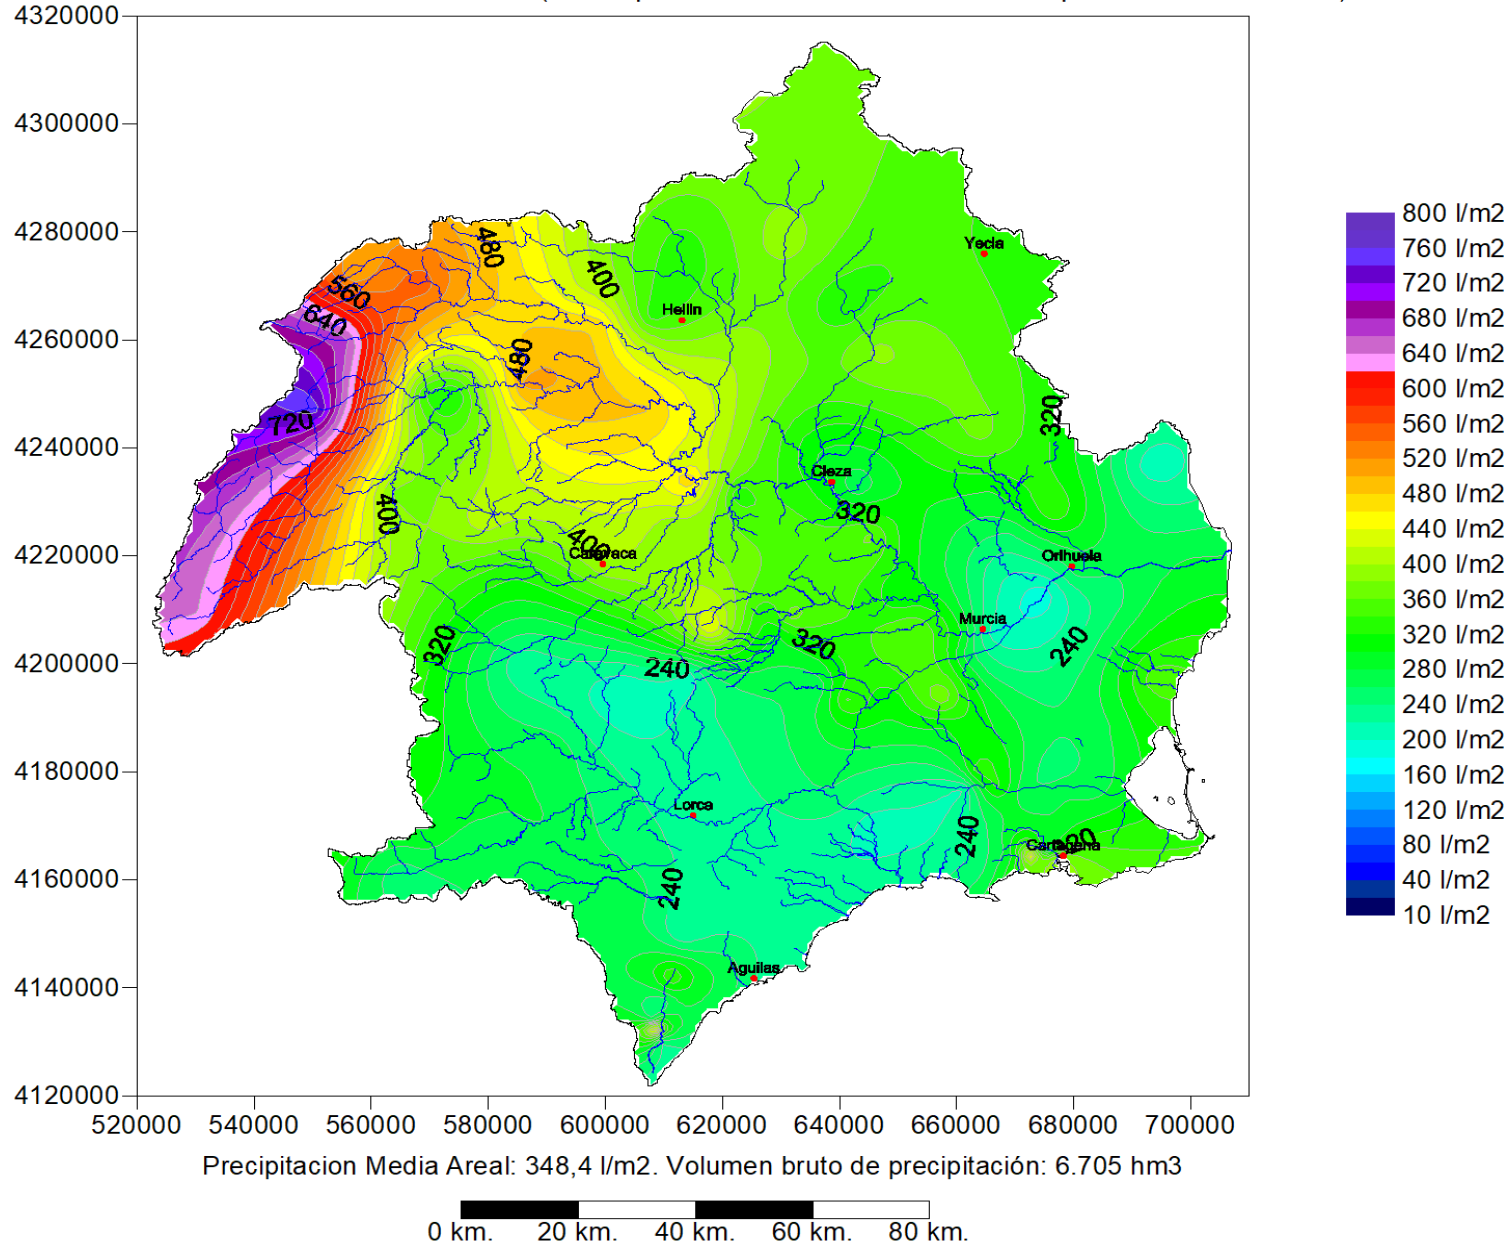 4320000
4300000
4280000
4260000
4240000
4220000
4200000
4180000
4160000
4140000
4120000
520000 540000 560000 580000 600000 620000 640000 660000 680000 700000
480
400
560
640
480
720
400
400
320
320
320
320
240
240
240
240
Yecla
Hellin
Cieza
Caravaca
Orihuela
Murcia
Lorca
Cartagena
Aguilas
800 l/m2
760 l/m2
720 l/m2
680 l/m2
640 l/m2
600 l/m2
560 l/m2
520 l/m2
480 l/m2
440 l/m2
400 l/m2
360 l/m2
320 l/m2
280 l/m2
240 l/m2
200 l/m2
160 l/m2
120 l/m2
80 l/m2
40 l/m2
10 l/m2
Precipitacion Media Areal: 348,4 l/m2. Volumen bruto de precipitación: 6.705 hm3
0 km. 20 km. 40 km. 60 km. 80 km.